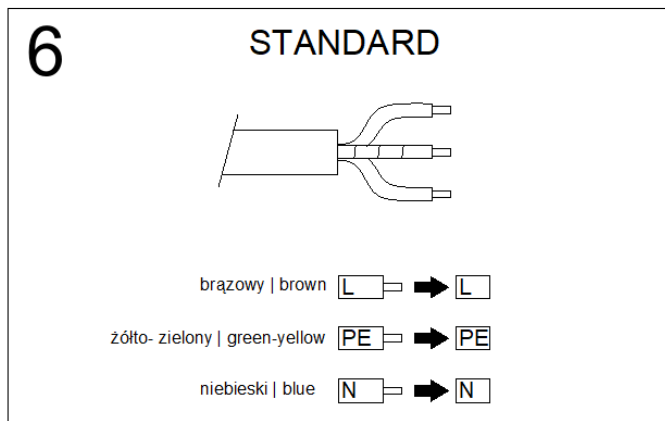 6 STANDARD
brązowy | brown L L
żółto- zielony | green-yellow PE PE
niebieski | blue N N